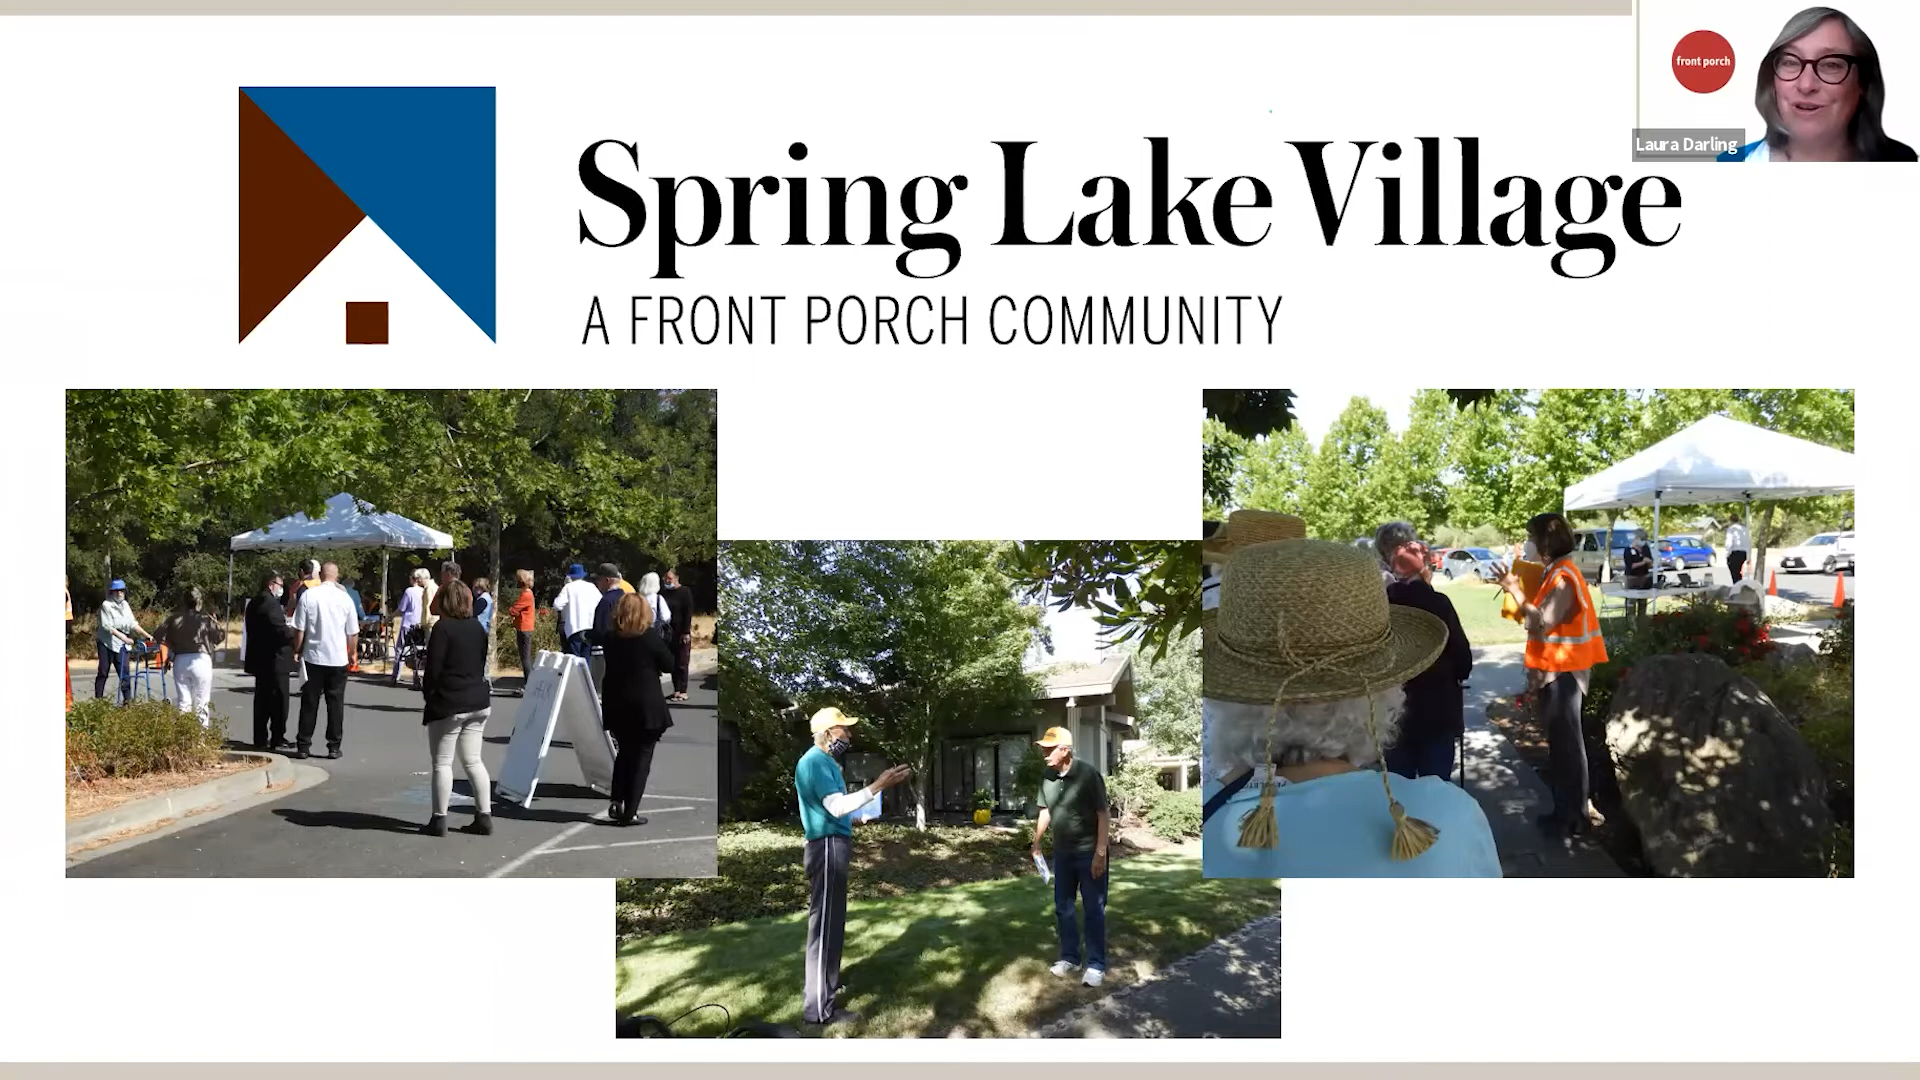 front porch
Laura Darling
Spring Lake Village
A FRONT PORCH COMMUNITY